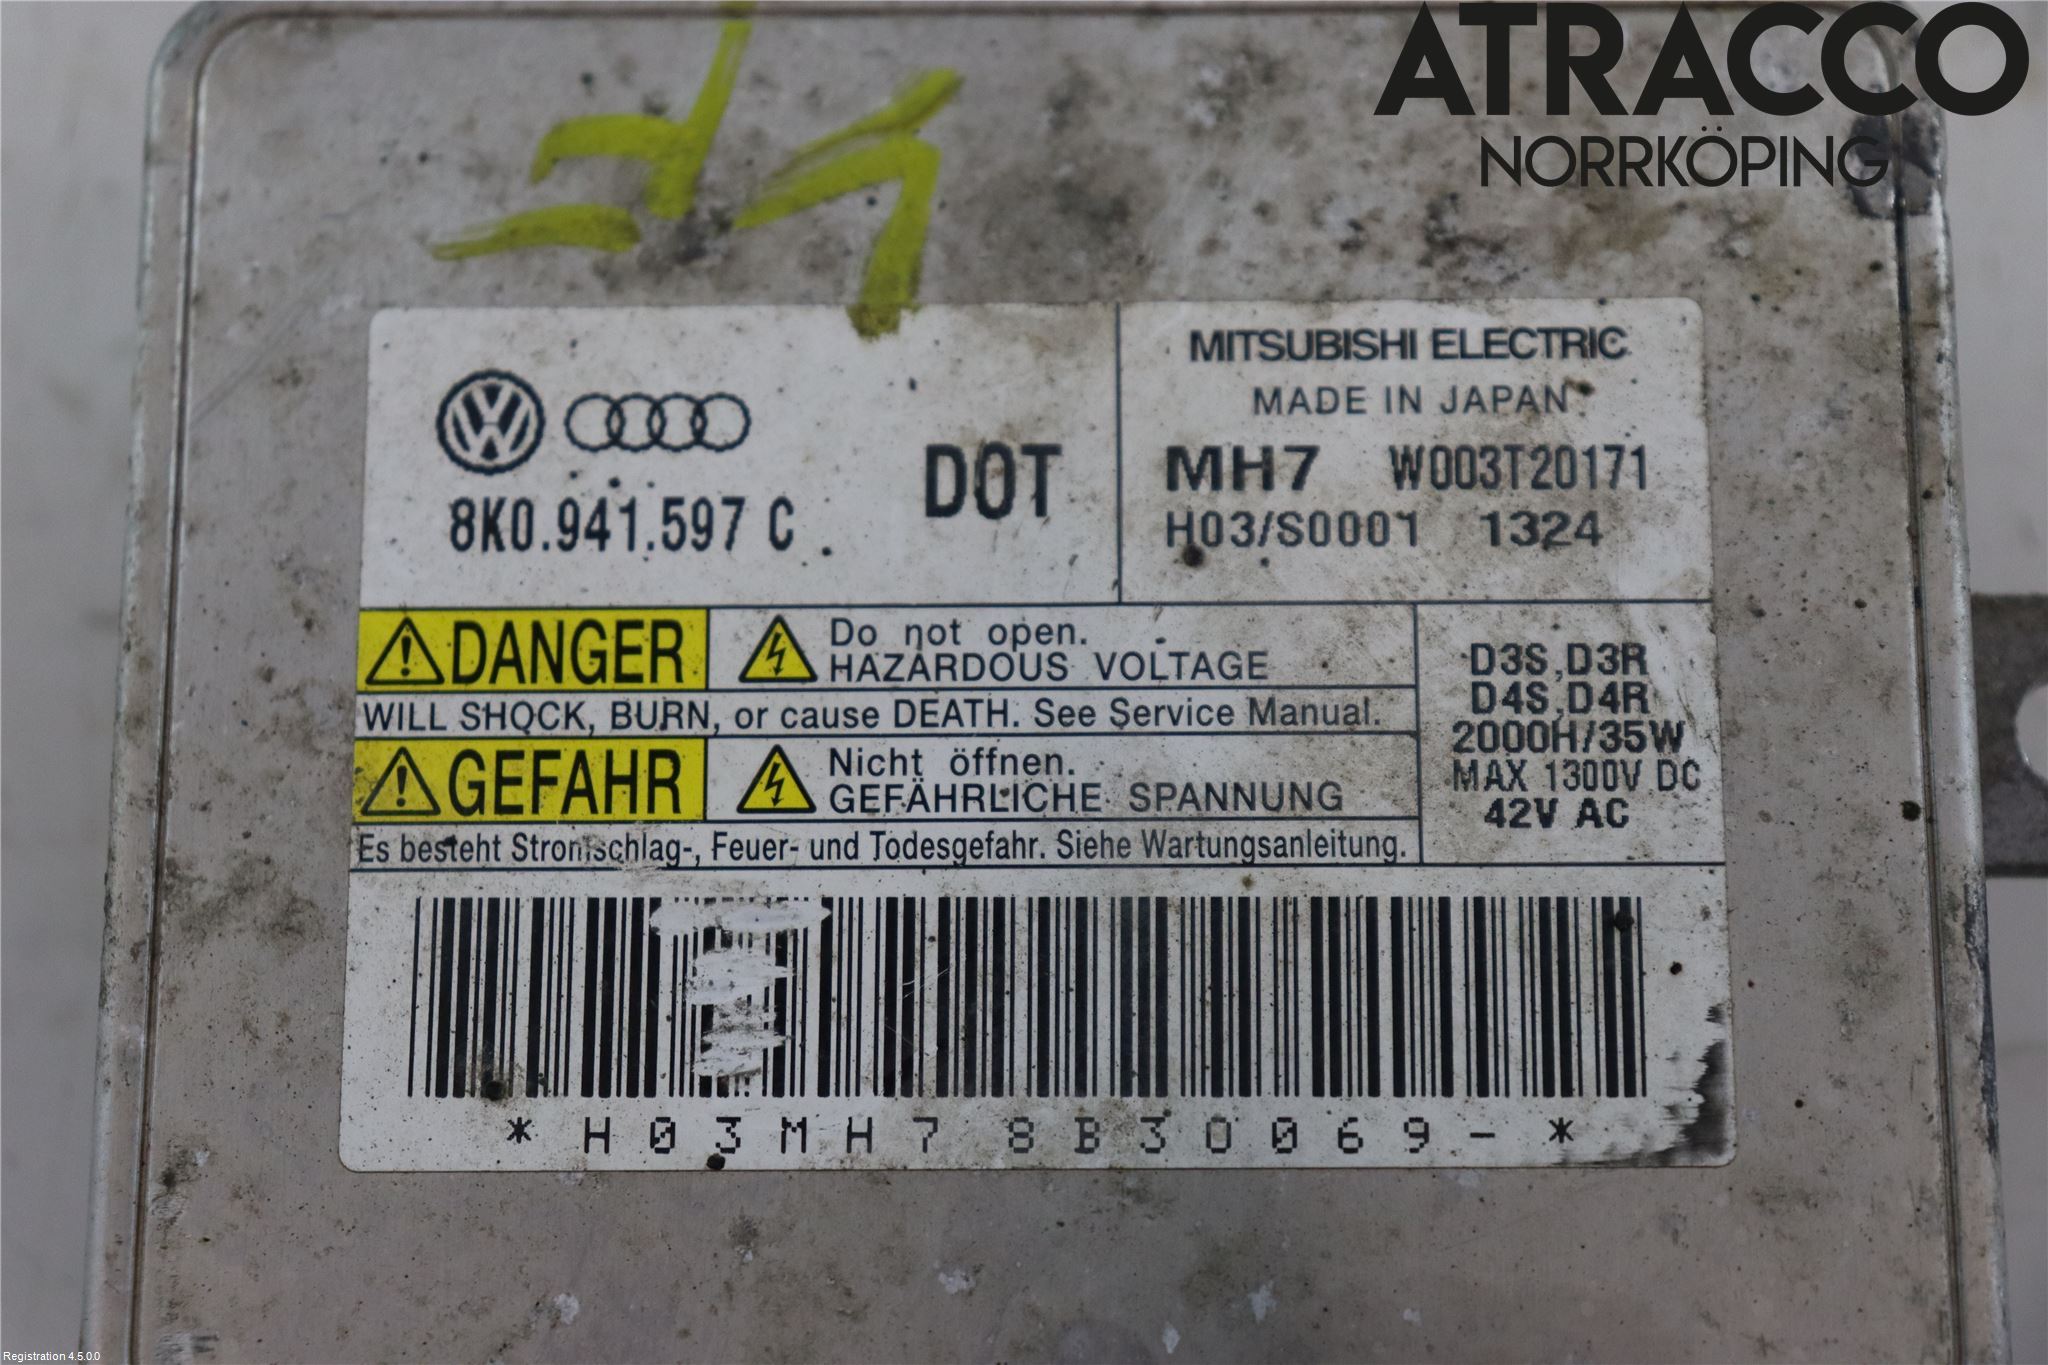 ATRACCO
NORRKÖPING
8K0.941.597 C
DOT
MITSUBISHI ELECTRIC
MADE IN JAPAN
MH7 W003T20171
H03/S0001 1324
DANGER
Do not open.
HAZARDOUS VOLTAGE
WILL SHOCK, BURN, or cause DEATH. See Service Manual.
GEFAHR
Nicht öffnen.
GEFÄHRLICHE SPANNUNG
Es besteht Stromschlag-, Feuer- und Todesgefahr. Siehe Wartungsanleitung.
D3S,D3R
D4S,D4R
2000H/35W
MAX 1300V DC
42V AC
*H03MH78B30069-*
Registration 4.5.0.0